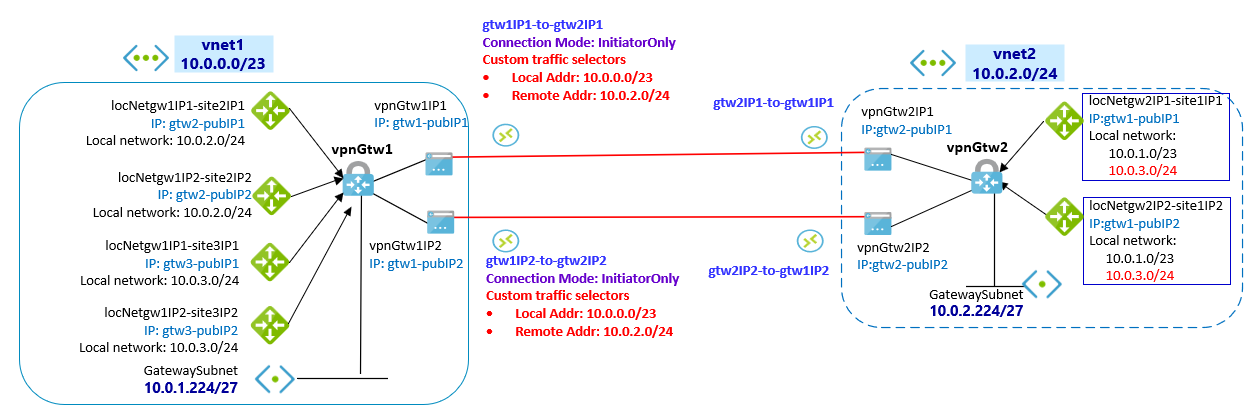 vnet1
10.0.0.0/23
locNetgw1IP1-site2IP1
IP: gtw2-pubIP1
Local network: 10.0.2.0/24
locNetgw1IP2-site2IP2
IP: gtw2-pubIP2
Local network: 10.0.2.0/24
locNetgw1IP1-site3IP1
IP: gtw3-pubIP1
Local network: 10.0.3.0/24
locNetgw1IP2-site3IP2
IP: gtw3-pubIP2
Local network: 10.0.3.0/24
GatewaySubnet
10.0.1.224/27
vpnGtw1
vpnGtw1IP1
IP: gtw1-pubIP1
vpnGtw1IP2
IP: gtw1-pubIP2
gtw1IP1-to-gtw2IP1
Connection Mode: InitiatorOnly
Custom traffic selectors
• Local Addr: 10.0.0.0/23
• Remote Addr: 10.0.2.0/24
gtw1IP2-to-gtw2IP2
Connection Mode: InitiatorOnly
Custom traffic selectors
• Local Addr: 10.0.0.0/23
• Remote Addr: 10.0.2.0/24
gtw2IP1-to-gtw1IP1
gtw2IP2-to-gtw1IP2
vnet2
10.0.2.0/24
vpnGtw2IP1
IP:gtw2-pubIP1
vpnGtw2IP2
IP:gtw2-pubIP2
vpnGtw2
GatewaySubnet
10.0.2.224/27
locNetgw2IP1-site1IP1
IP:gtw1-pubIP1
Local network:
10.0.1.0/23
10.0.3.0/24
locNetgw2IP2-site1IP2
IP:gtw1-pubIP2
Local network:
10.0.1.0/23
10.0.3.0/24